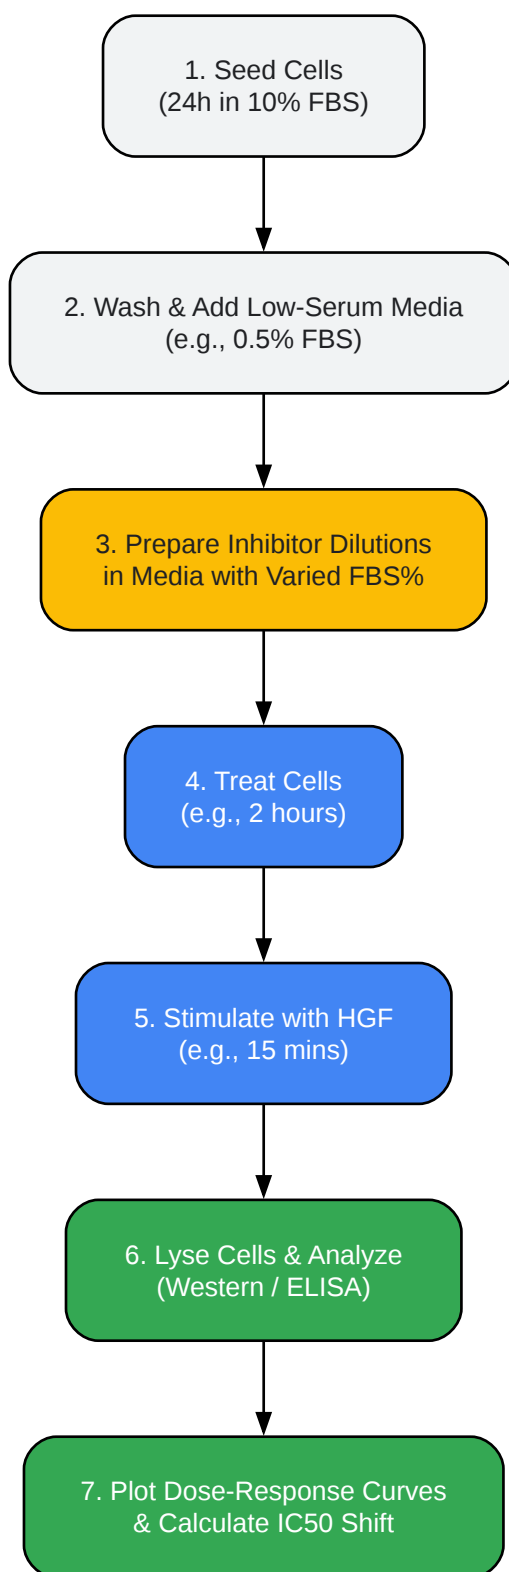 1. Seed Cells
(24h in 10% FBS)
2. Wash & Add Low-Serum Media
(e.g., 0.5% FBS)
3. Prepare Inhibitor Dilutions
in Media with Varied FBS%
4. Treat Cells
(e.g., 2 hours)
5. Stimulate with HGF
(e.g., 15 mins)
6. Lyse Cells & Analyze
(Western / ELISA)
7. Plot Dose-Response Curves
& Calculate IC50 Shift